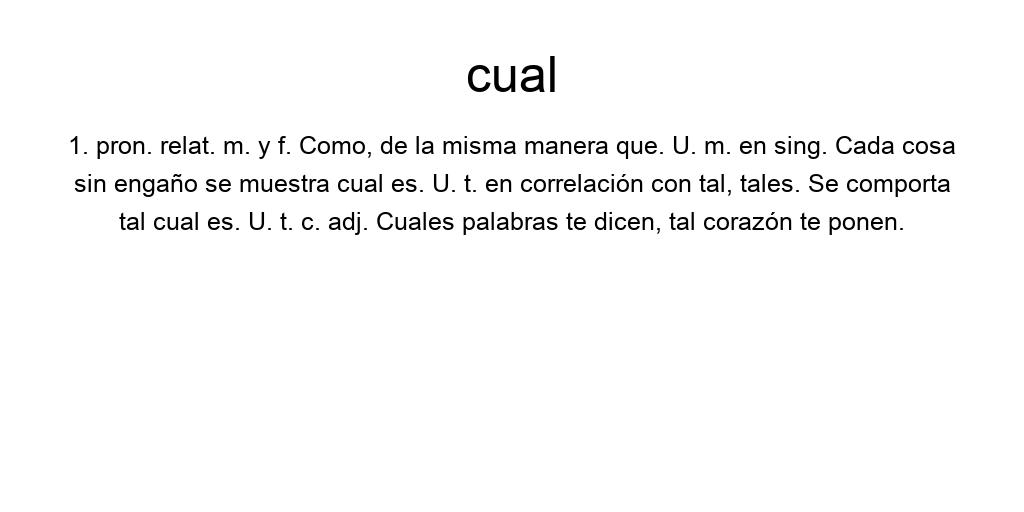 cual
1. pron. relat. m. y f. Como, de la misma manera que. U. m. en sing. Cada cosa
sin engaño se muestra cual es. U. t. en correlación con tal, tales. Se comporta
tal cual es. U. t. c. adj. Cuales palabras te dicen, tal corazón te ponen.